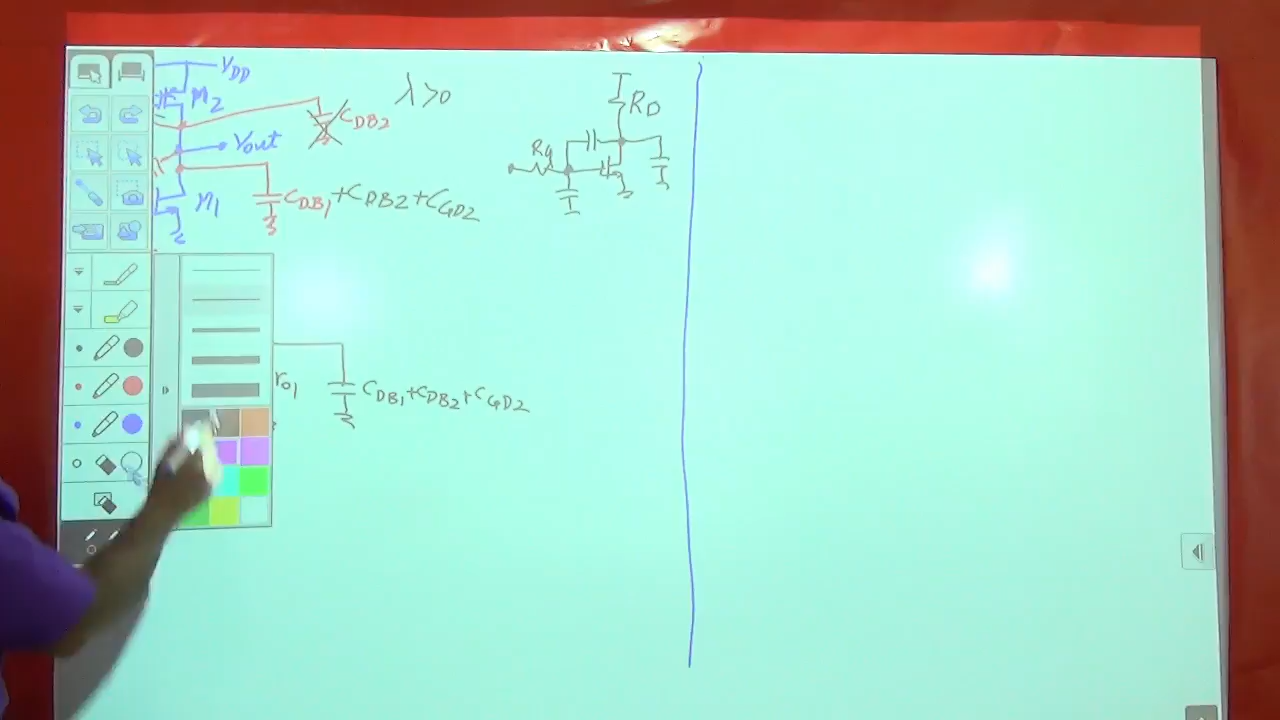 VDD
M2
CDB2
λ>0
RD
Vout
Rg
M1
CDB1+CDB2+CGD2
ro1
CDB1+CDB2+CGD2